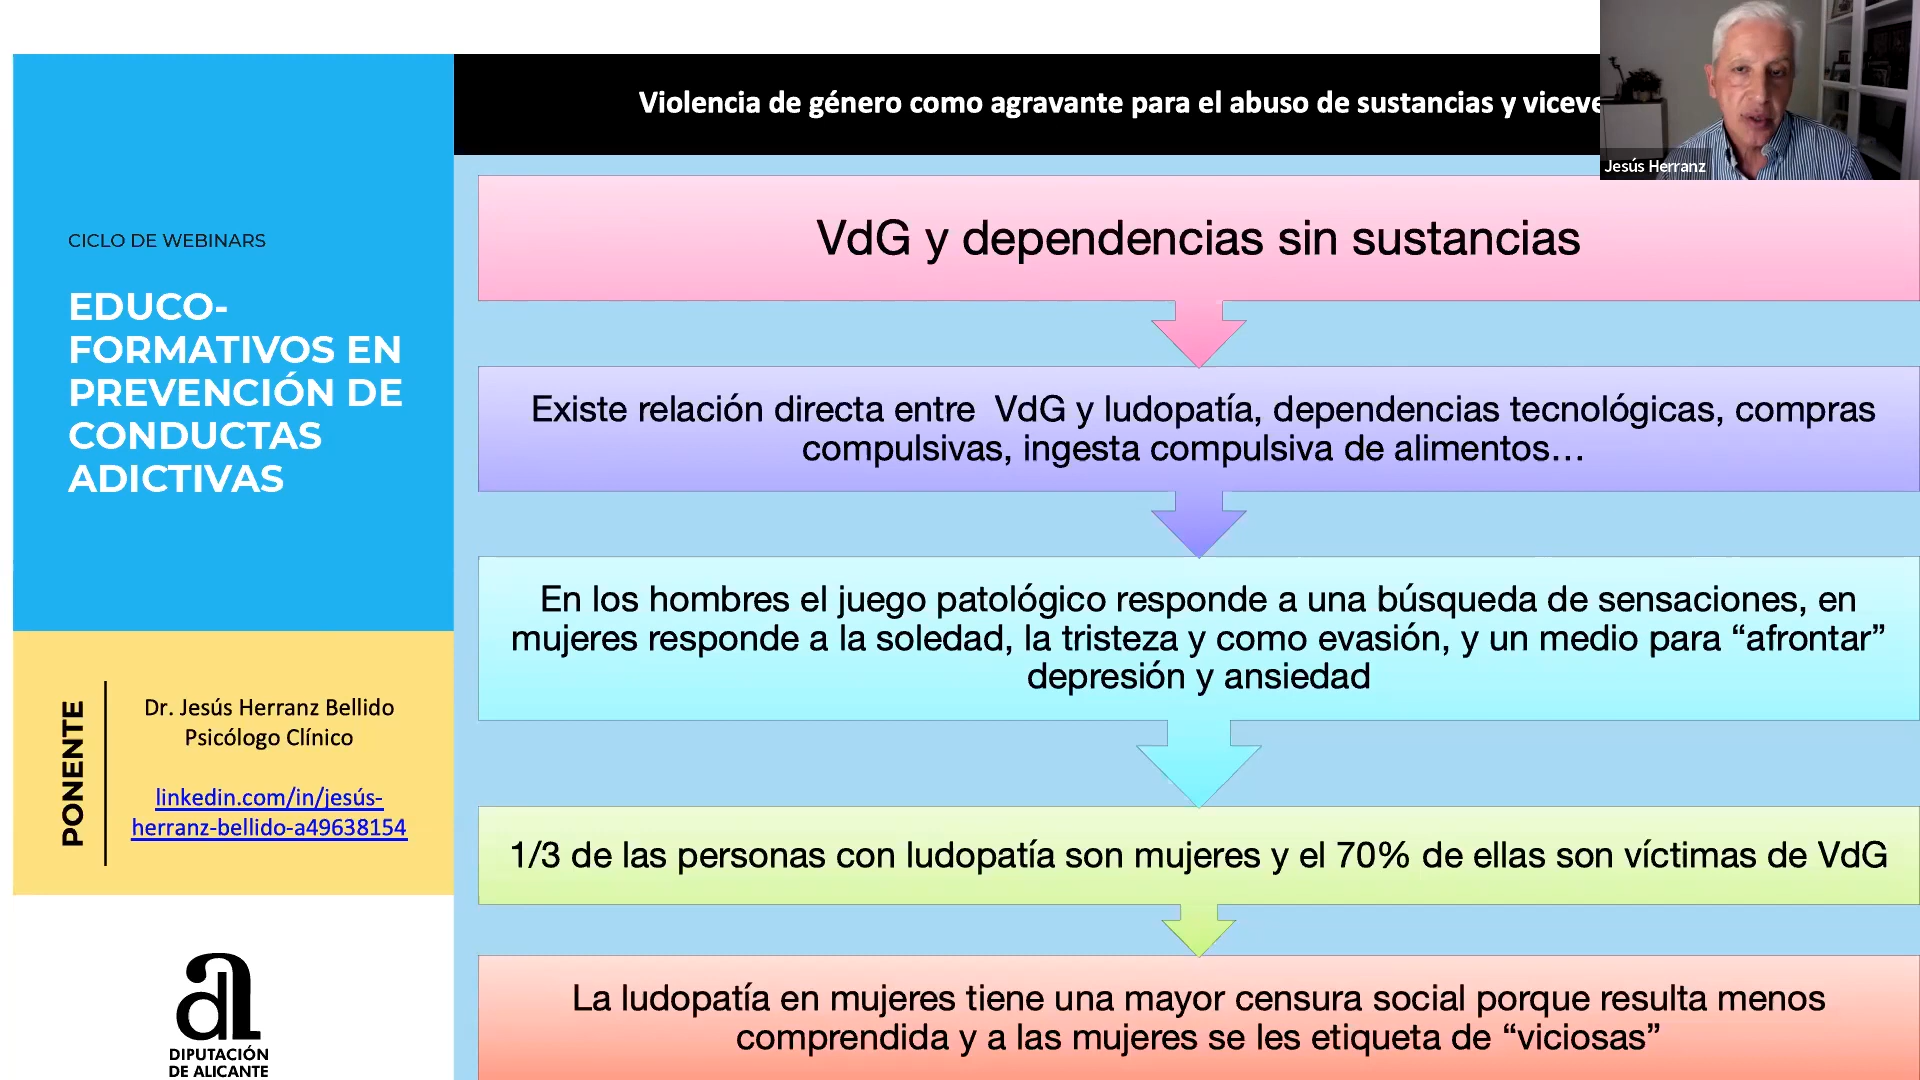 CICLO DE WEBINARS
EDUCO-
FORMATIVOS EN
PREVENCIÓN DE
CONDUCTAS
ADICTIVAS
PONENTE
Dr. Jesús Herranz Bellido
Psicólogo Clínico
linkedin.com/in/jesús-
herranz-bellido-a49638154
DIPUTACIÓN
DE ALICANTE
Violencia de género como agravante para el abuso de sustancias y viceve
Jesús Herranz
VdG y dependencias sin sustancias
Existe relación directa entre VdG y ludopatía, dependencias tecnológicas, compras
compulsivas, ingesta compulsiva de alimentos…
En los hombres el juego patológico responde a una búsqueda de sensaciones, en
mujeres responde a la soledad, la tristeza y como evasión, y un medio para “afrontar”
depresión y ansiedad
1/3 de las personas con ludopatía son mujeres y el 70% de ellas son víctimas de VdG
La ludopatía en mujeres tiene una mayor censura social porque resulta menos
comprendida y a las mujeres se les etiqueta de “viciosas”